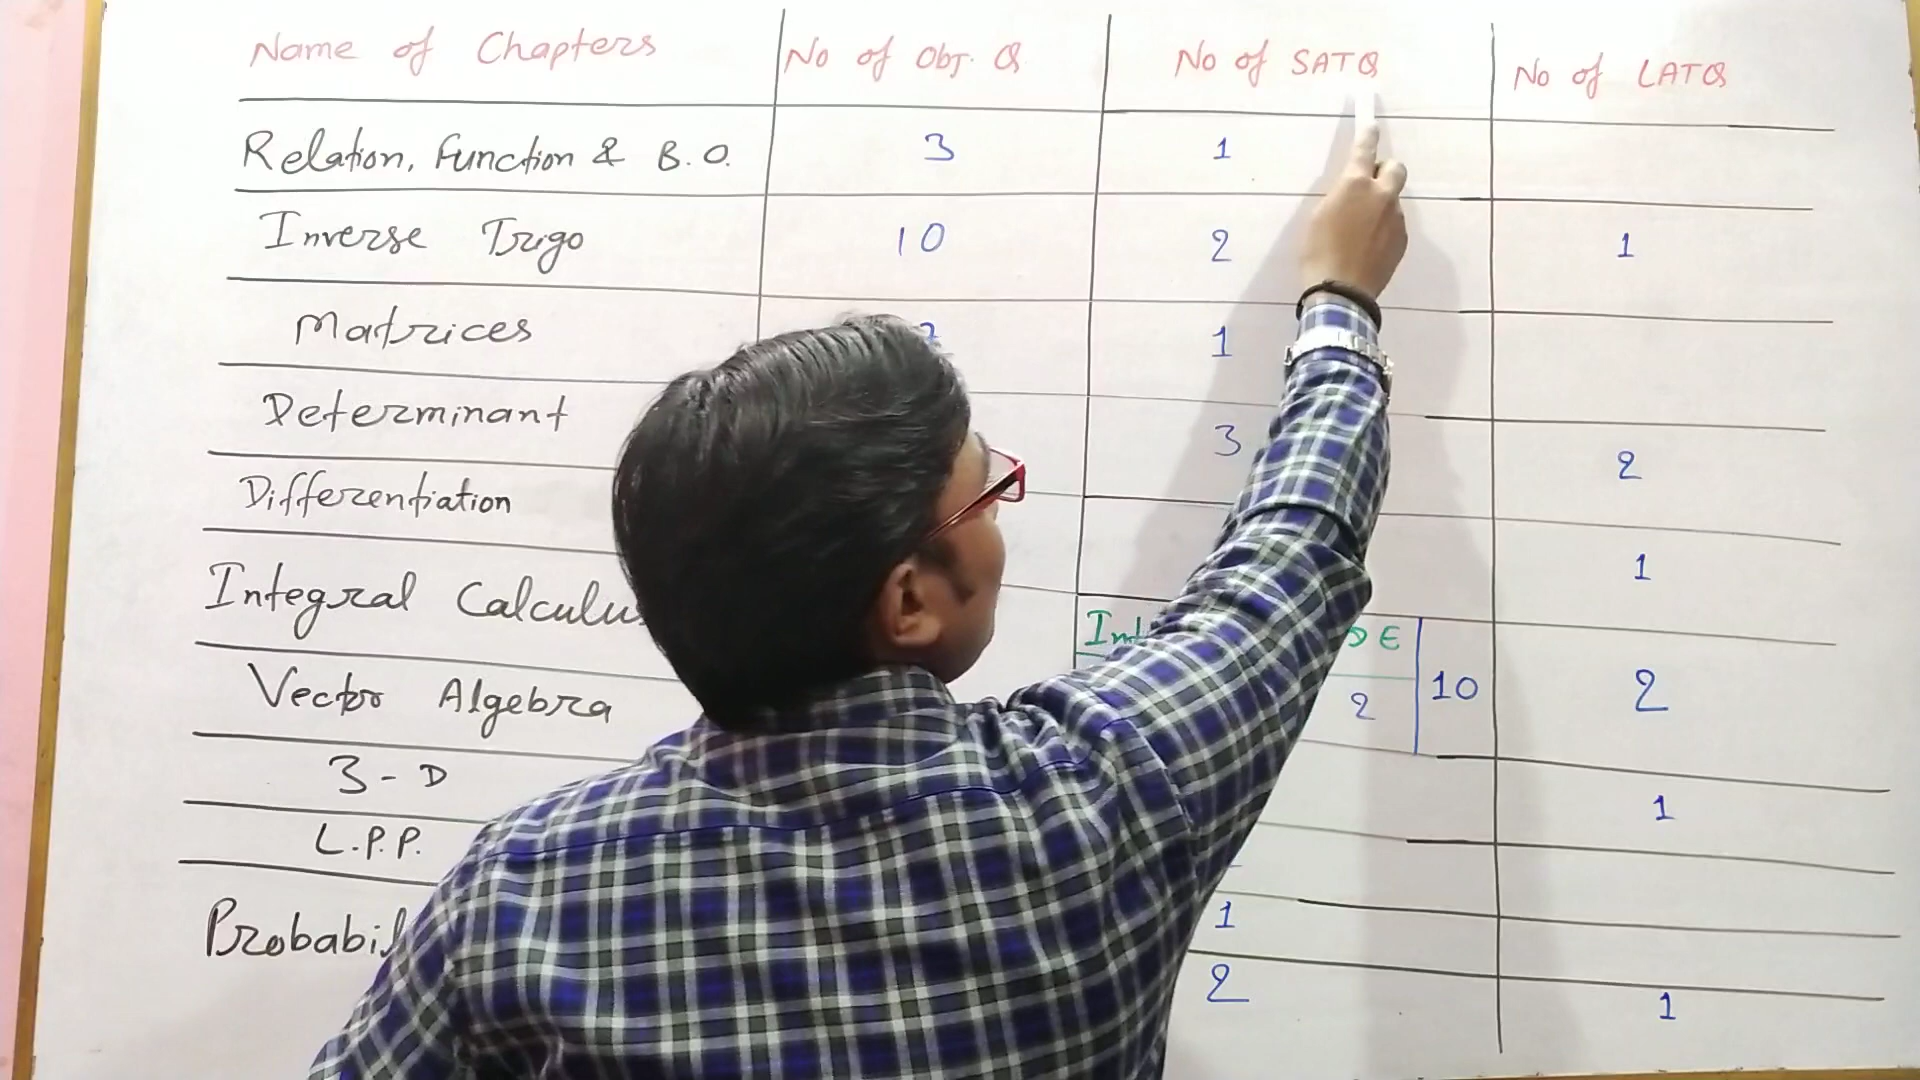 Name of Chapters No of Obj. Q No of SATQ No of LATQ
Relation, Function & B.O. 3 1
Inverse Trigo 10 2 1
Matrices 1
Determinant 3 2
Differentiation 1
Integral Calculus DE
2 10 2
Vector Algebra
3-D 1
L.P.P.
1
2 1